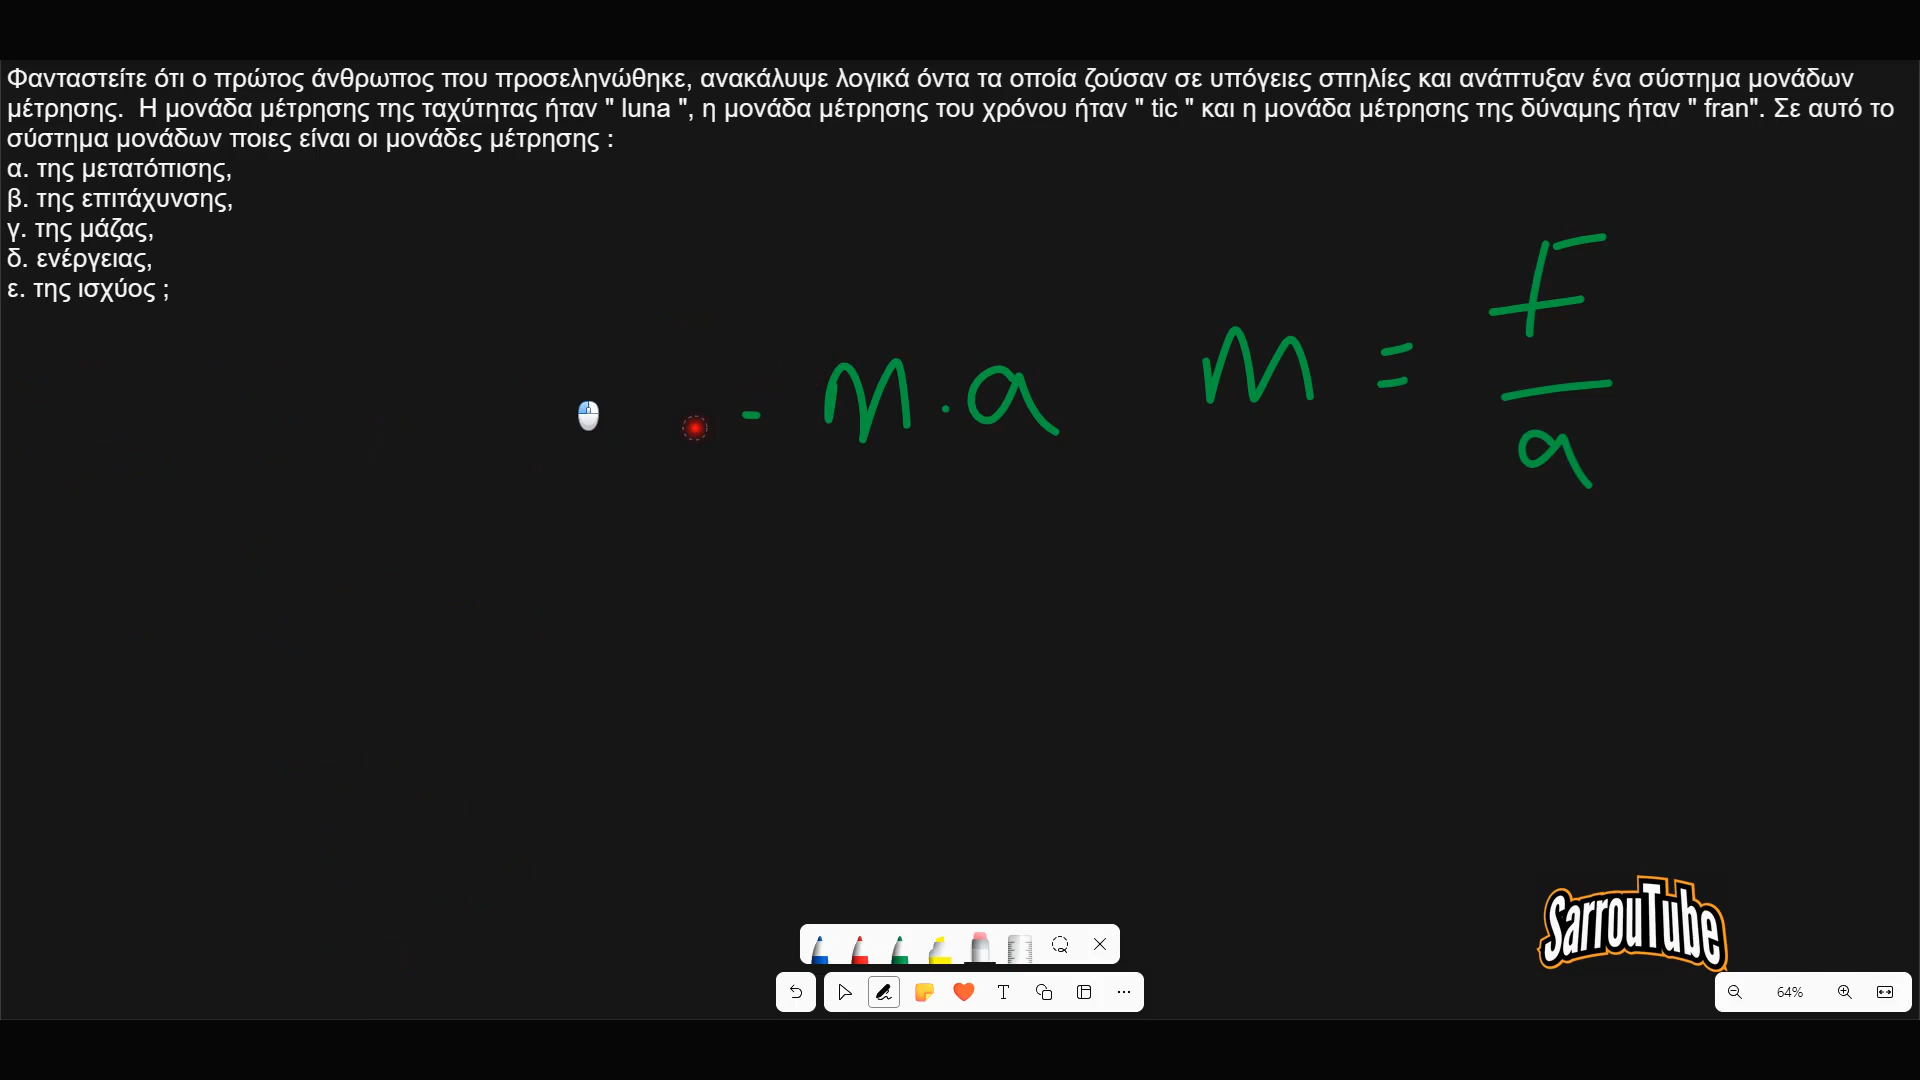 Φανταστείτε ότι ο πρώτος άνθρωπος που προσεληνώθηκε, ανακάλυψε λογικά όντα τα οποία ζούσαν σε υπόγειες σπηλίες και ανάπτυξαν ένα σύστημα μονάδων
μέτρησης. Η μονάδα μέτρησης της ταχύτητας ήταν " luna ", η μονάδα μέτρησης του χρόνου ήταν " tic " και η μονάδα μέτρησης της δύναμης ήταν " fran". Σε αυτό το
σύστημα μονάδων ποιες είναι οι μονάδες μέτρησης :
α. της μετατόπισης,
β. της επιτάχυνσης,
γ. της μάζας,
δ. ενέργειας,
ε. της ισχύος ;
- m · a
m = F / a
SarrouTube
T
64%